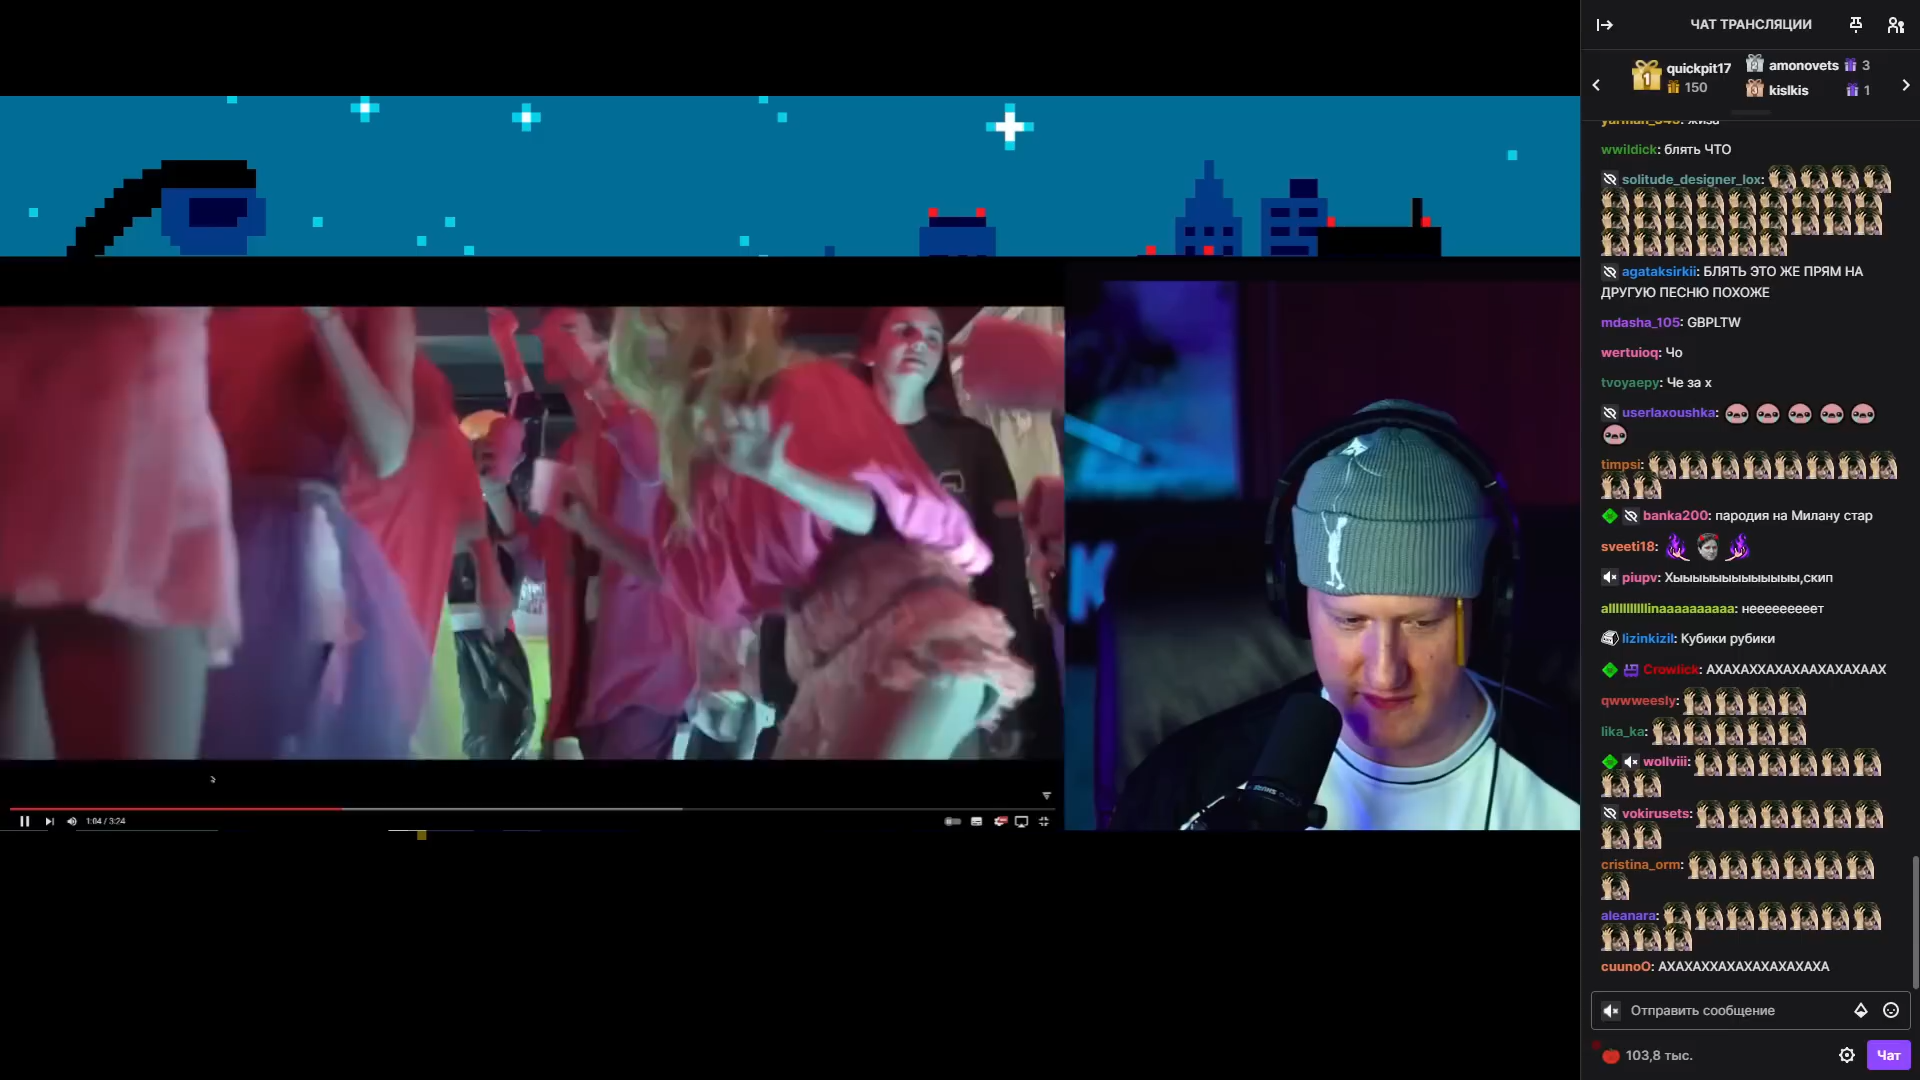 ЧАТ ТРАНСЛЯЦИИ
quickpit17
150
amonovets 3
kislkis 1
wwildick: блять ЧТО
solitude_designer_lox:
agataksirkii: БЛЯТЬ ЭТО ЖЕ ПРЯМ НА
ДРУГУЮ ПЕСНЮ ПОХОЖЕ
mdasha_105: GBPLTW
wertuioq: Чо
tvoyaepy: Че за х
userlaxoushka:
timpsi:
banka200: пародия на Милану стар
sveeti18:
piupv: Хыыыыыыыыыыыы,скип
alllllllllllinaaaaaaaaaaa: нееееееееет
lizinkizil: Кубики рубики
Crowlick: АХАХАХХАХАХААХАХАХААХ
qwwweesly:
lika_ka:
wollviii:
vokirusets:
cristina_orm:
aleanara:
cuunoO: АХАХАХХАХАХАХАХАХАХА
Отправить сообщение
103,8 тыс.
Чат
1:04 / 3:24